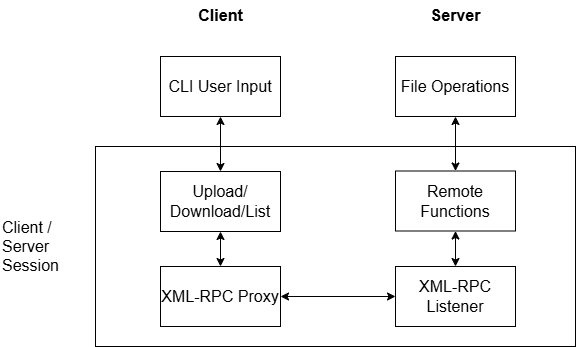 Client
Server
CLI User Input
File Operations
Upload/
Download/List
Remote
Functions
Client /
Server
Session
XML-RPC Proxy
XML-RPC
Listener